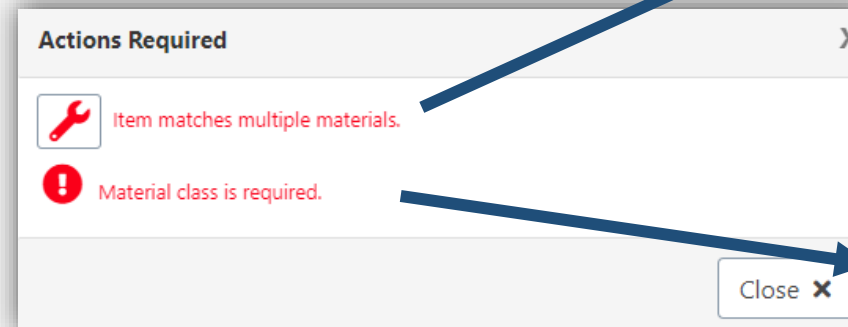 Actions Required
Item matches multiple materials.
Material class is required.
Close